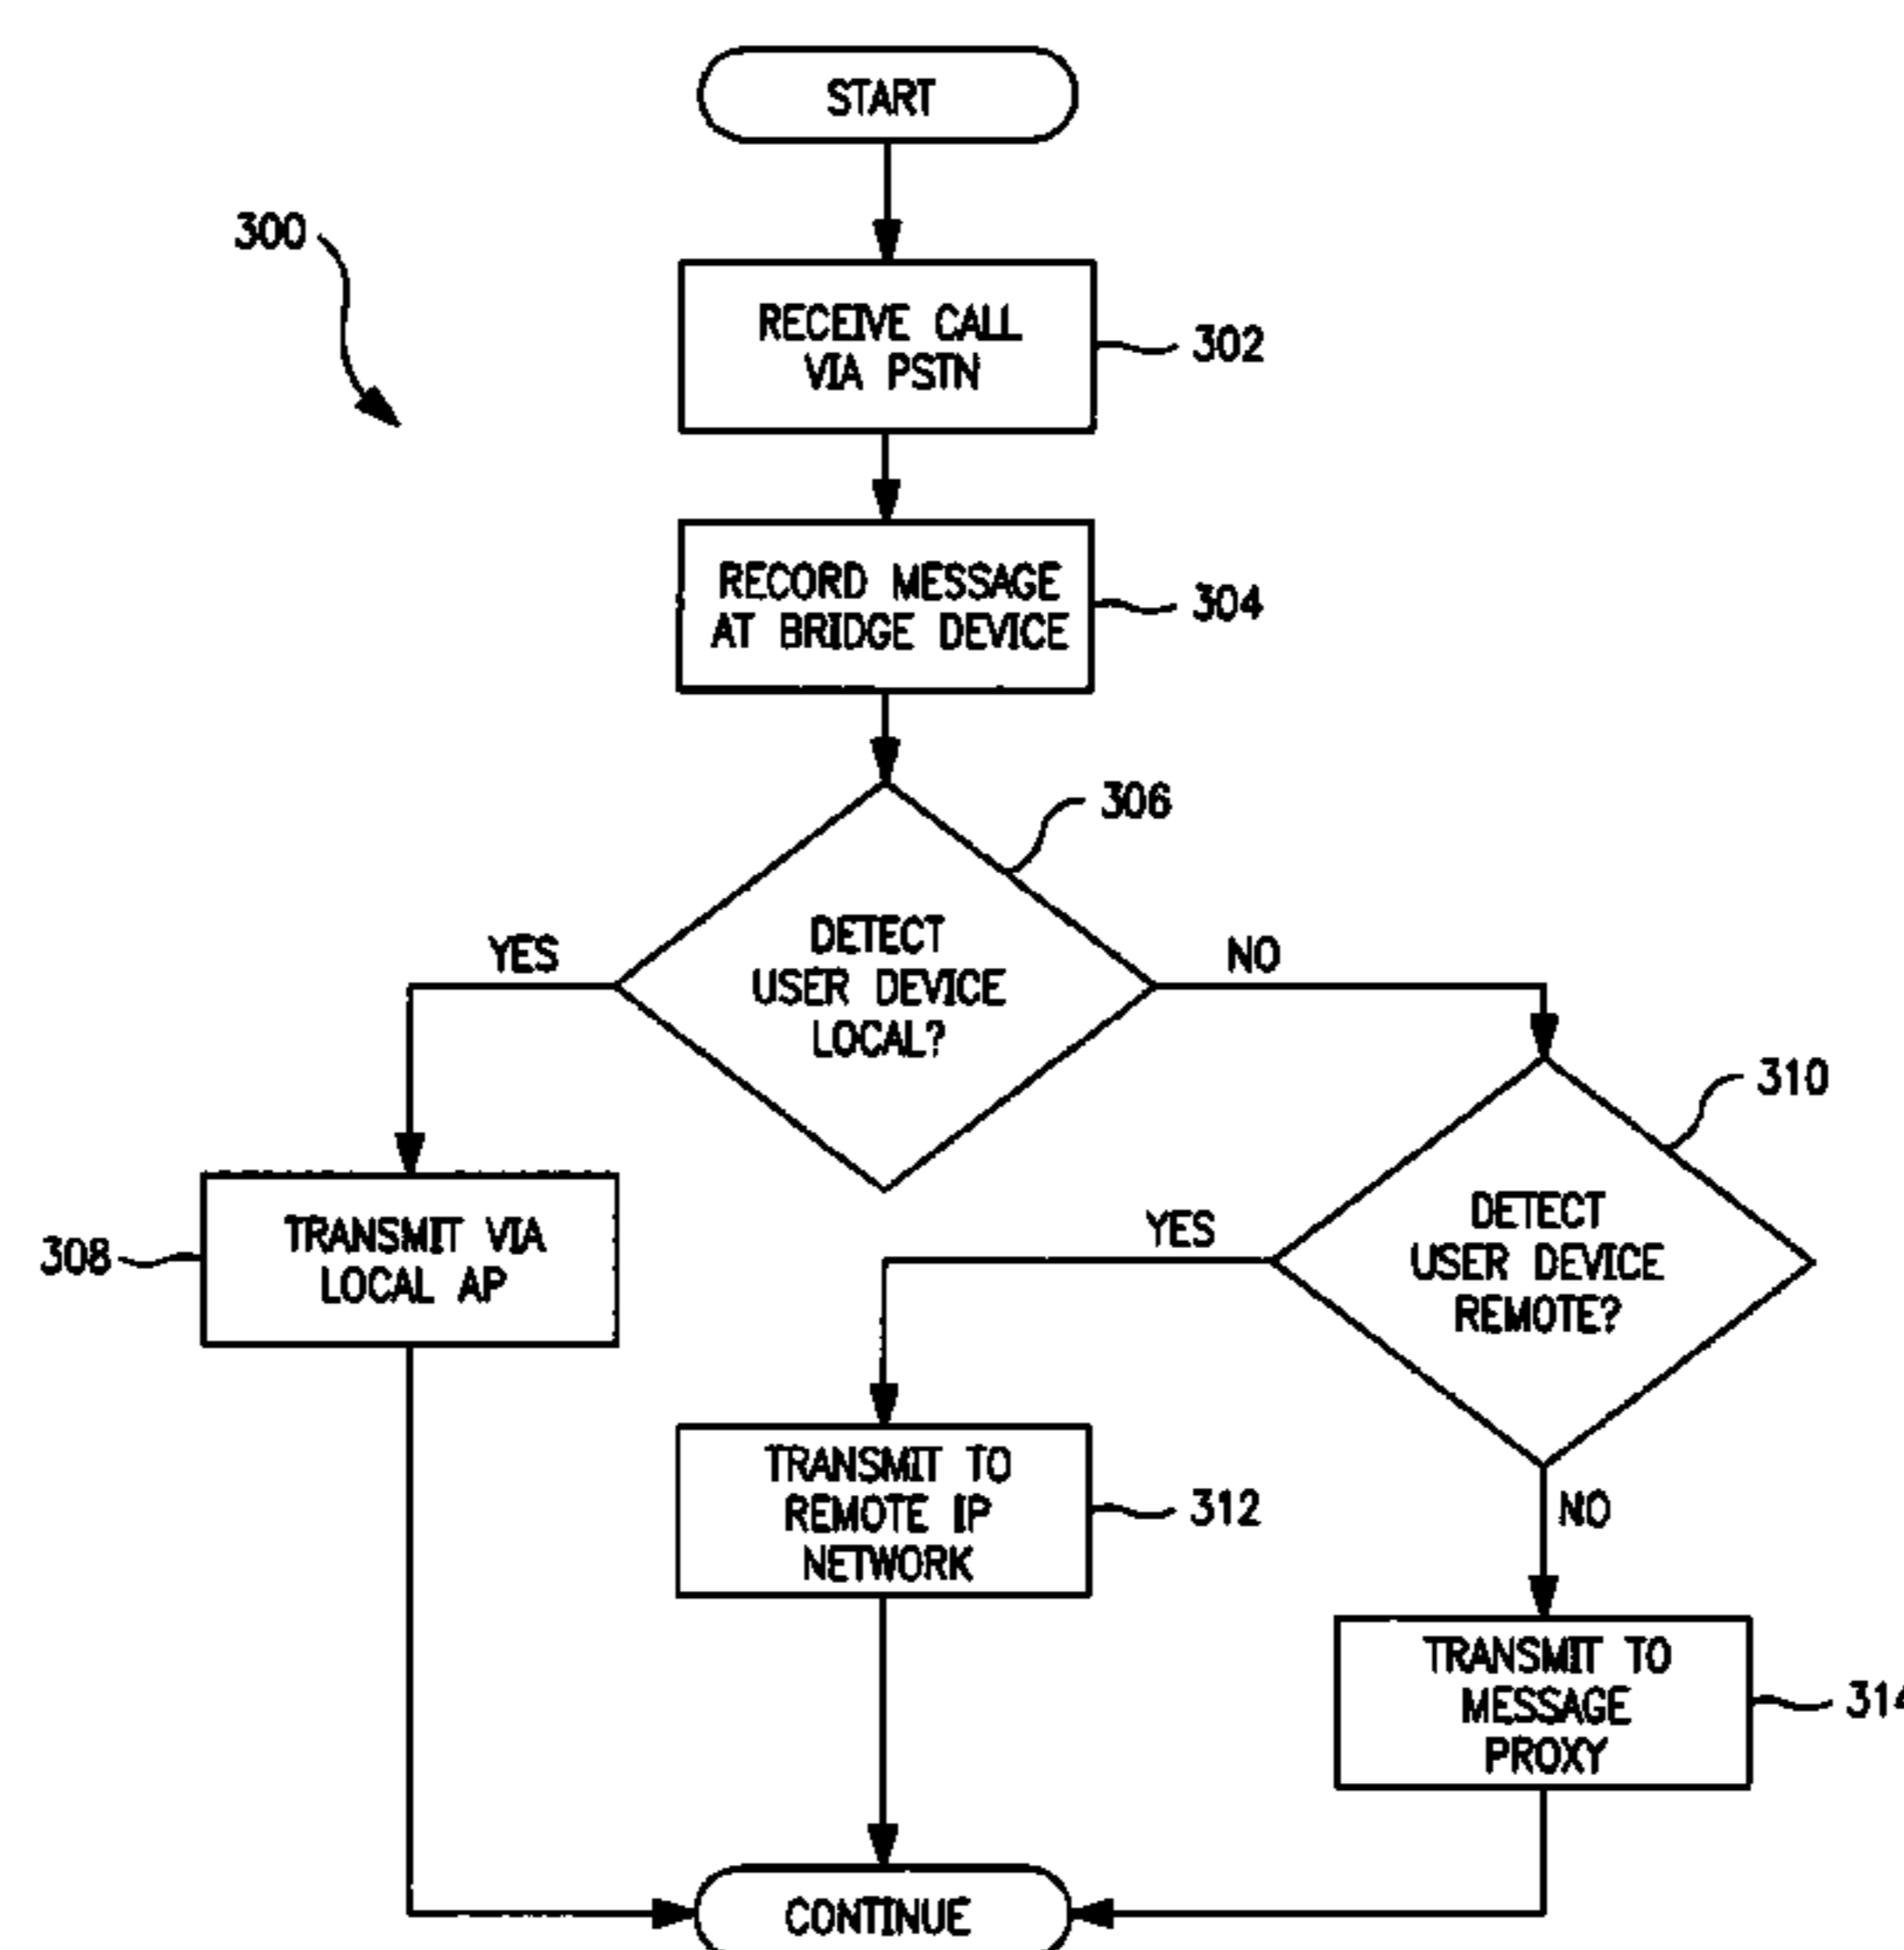 START
300
RECEIVE CALL
VIA PSTN
302
RECORD MESSAGE
AT BRIDGE DEVICE
304
306
DETECT
USER DEVICE
LOCAL?
YES
NO
310
DETECT
USER DEVICE
REMOTE?
YES
NO
308
TRANSMIT VIA
LOCAL AP
TRANSMIT TO
REMOTE IP
NETWORK
312
TRANSMIT TO
MESSAGE
PROXY
314
CONTINUE